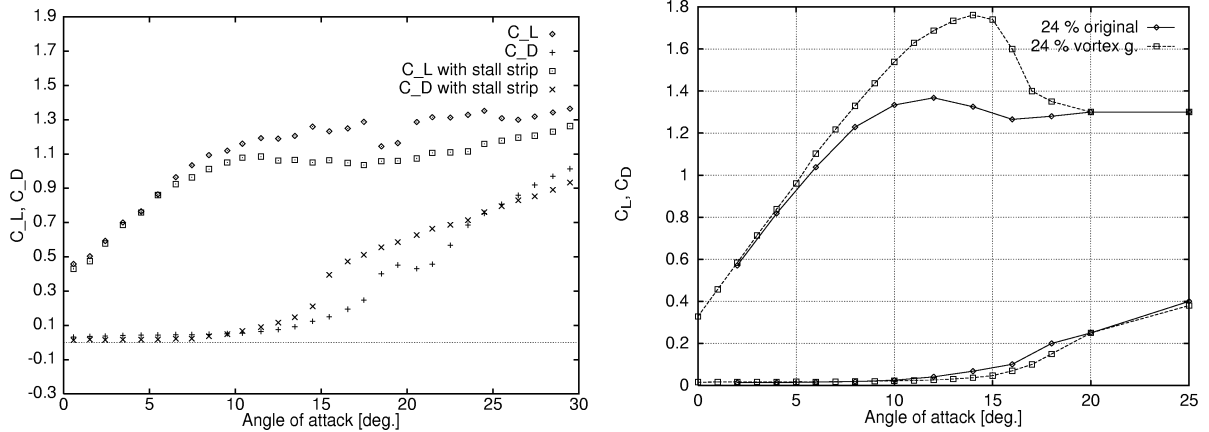 1.9
1.7
1.5
1.3
1.1
0.9
0.7
0.5
0.3
0.1
-0.1
-0.3
C_L, C_D
0 5 10 15 20 25 30
Angle of attack [deg.]
C_L
C_D
C_L with stall strip
C_D with stall strip
1.8
1.6
1.4
1.2
1
0.8
0.6
0.4
0.2
0
C_L, C_D
0 5 10 15 20 25
Angle of attack [deg.]
24 % original
24 % vortex g.